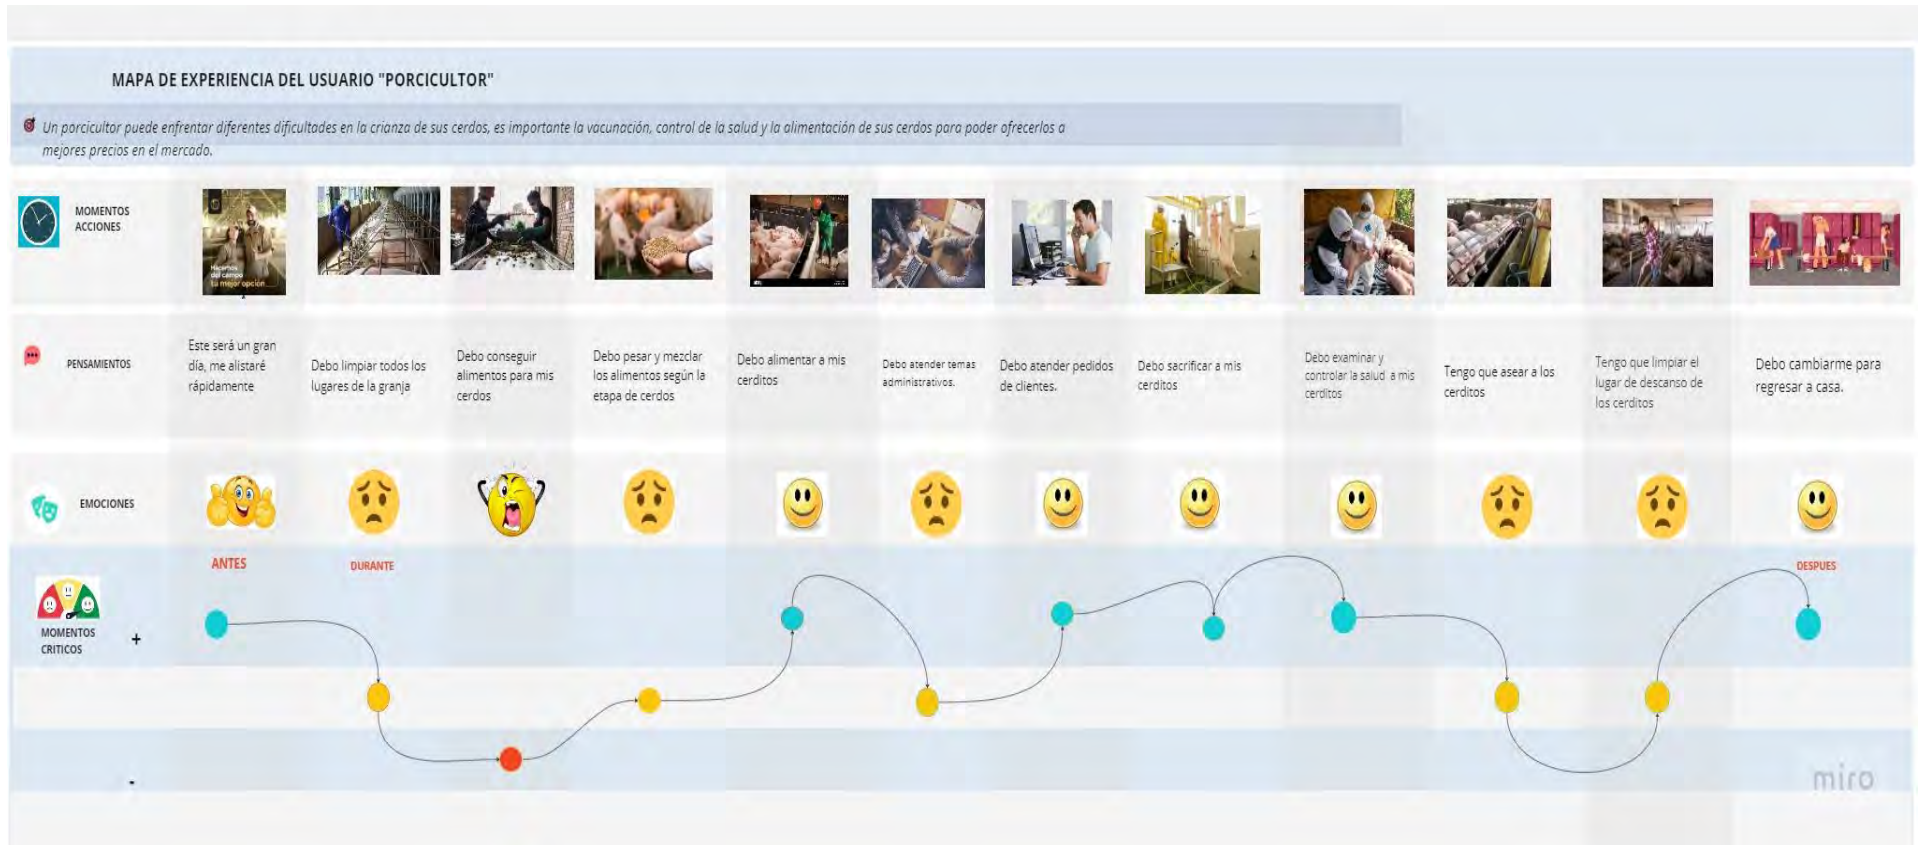 MAPA DE EXPERIENCIA DEL USUARIO "PORCICULTOR"
Un porcicultor puede enfrentar diferentes dificultades en la crianza de sus cerdos, es importante la vacunación, control de la salud y la alimentación de sus cerdos para poder ofrecerlos a
mejores precios en el mercado.
MOMENTOS
ACCIONES
Hacemos
del campo
tu mejor opción
PENSAMIENTOS
Este será un gran
día, me alistaré
rápidamente
Debo limpiar todos los
lugares de la granja
Debo conseguir
alimentos para mis
cerdos
Debo pesar y mezclar
los alimentos según la
etapa de cerdos
Debo alimentar a mis
cerditos
Debo atender temas
administrativos.
Debo atender pedidos
de clientes.
Debo sacrificar a mis
cerditos
Debo examinar y
controlar la salud a mis
cerditos
Tengo que asear a los
cerditos
Tengo que limpiar el
lugar de descanso de
los cerditos
Debo cambiarme para
regresar a casa.
EMOCIONES
ANTES
DURANTE
DESPUES
MOMENTOS
CRITICOS
+
-
miro